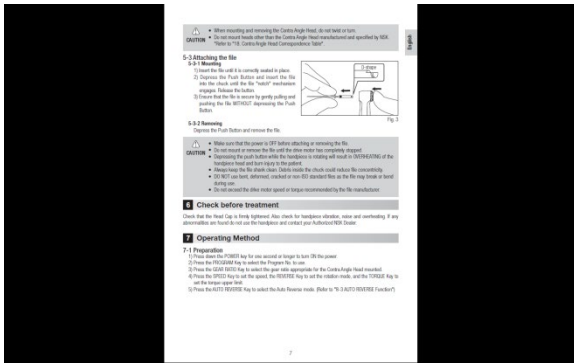 • When mounting and removing the Contra Angle Head, do not twist or turn.
CAUTION • Do not mount heads other than the Contra Angle Head manufactured and specified by NSK.
*Refer to "18. Contra Angle Head Correspondence Table".
English
5-3 Attaching the file
5-3-1 Mounting
1) Insert the file until it is correctly seated in place.
2) Depress the Push Button and insert the file
into the chuck until the file "notch" mechanism
engages. Release the button.
3) Ensure that the file is secure by gently pulling and
pushing the file WITHOUT depressing the Push
Button.
D-shape
Fig. 3
5-3-2 Removing
Depress the Push Button and remove the file.
• Make sure that the power is OFF before attaching or removing the file.
CAUTION • Do not mount or remove the file until the drive motor has completely stopped.
• Depressing the push button while the handpiece is rotating will result in OVERHEATING of the
handpiece head and burn injury to the patient.
• Always keep the file shank clean. Debris inside the chuck could reduce file concentricity.
• DO NOT use bent, deformed, cracked or non-ISO standard files as the file may break or bend
during use.
• Do not exceed the drive motor speed or torque recommended by the file manufacturer.
6 Check before treatment
Check that the Head Cap is firmly tightened. Also check for handpiece vibration, noise and overheating. If any
abnormalities are found do not use the handpiece and contact your Authorized NSK Dealer.
7 Operating Method
7-1 Preparation
1) Press down the POWER key for one second or longer to turn ON the power.
2) Press the PROGRAM Key to select the Program No. to use.
3) Press the GEAR RATIO Key to select the gear ratio appropriate for the Contra Angle Head mounted.
4) Press the SPEED Key to set the speed, the REVERSE Key to set the rotation mode, and the TORQUE Key to
set the torque upper limit.
5) Press the AUTO REVERSE Key to select the Auto Reverse mode. (Refer to "8-3 AUTO REVERSE Function")
7